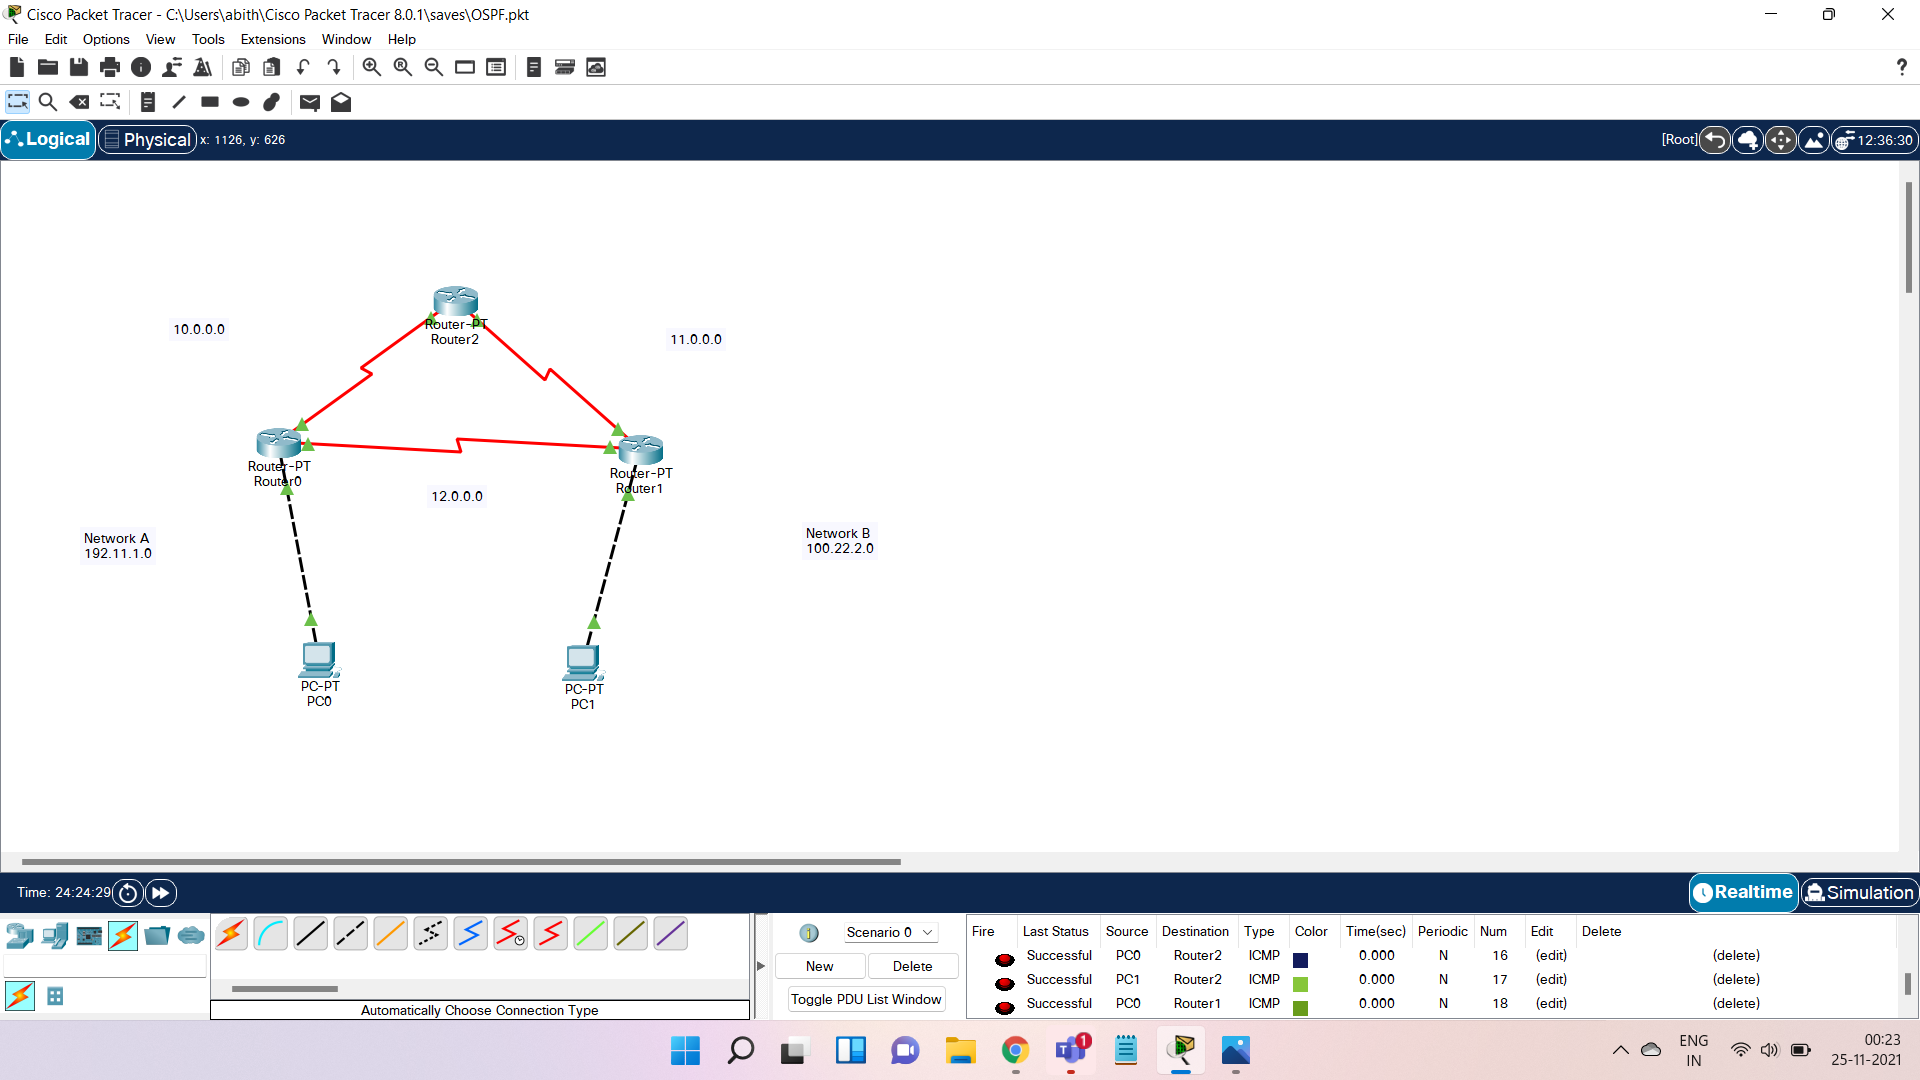 Cisco Packet Tracer - C:\Users\abith\Cisco Packet Tracer 8.0.1\saves\OSPF.pkt
File Edit Options View Tools Extensions Window Help
?
Logical Physical x: 1126, y: 626 [Root] 12:36:30
Router-PT
Router2
10.0.0.0
11.0.0.0
Router-PT
Router0
Router-PT
Router1
12.0.0.0
Network A
192.11.1.0
Network B
100.22.2.0
PC-PT
PC0
PC-PT
PC1
Time: 24:24:29 Realtime Simulation
Scenario 0
New Delete
Toggle PDU List Window
Automatically Choose Connection Type
Fire Last Status Source Destination Type Color Time(sec) Periodic Num Edit Delete
Successful PC0 Router2 ICMP 0.000 N 16 (edit) (delete)
Successful PC1 Router2 ICMP 0.000 N 17 (edit) (delete)
Successful PC0 Router1 ICMP 0.000 N 18 (edit) (delete)
1
ENG
IN
00:23
25-11-2021